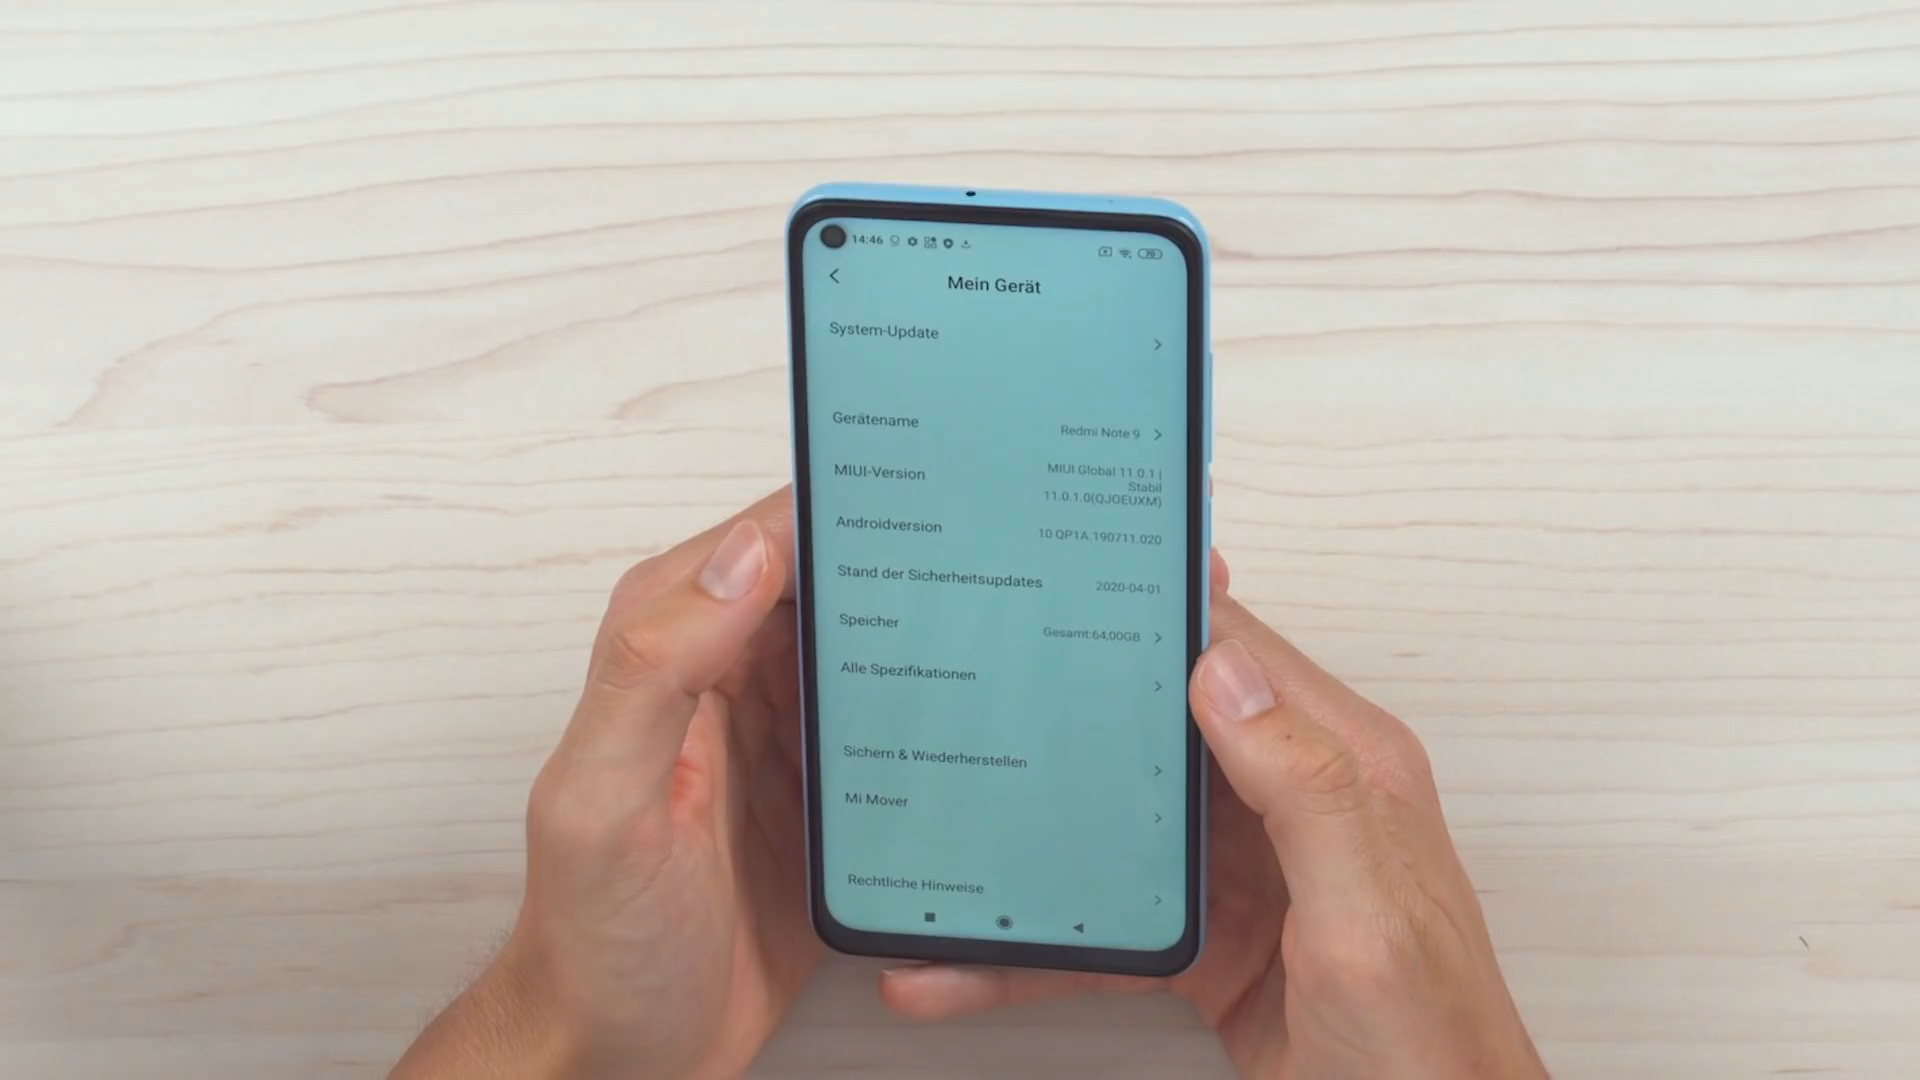 14:46
70
Mein Gerät
System-Update
Gerätename
Redmi Note 9
MIUI-Version
MIUI Global 11.0.1 |
Stabil
11.0.1.0(QJOEUXM)
Androidversion
10 QP1A.190711.020
Stand der Sicherheitsupdates
2020-04-01
Speicher
Gesamt:64,00GB
Alle Spezifikationen
Sichern & Wiederherstellen
Mi Mover
Rechtliche Hinweise